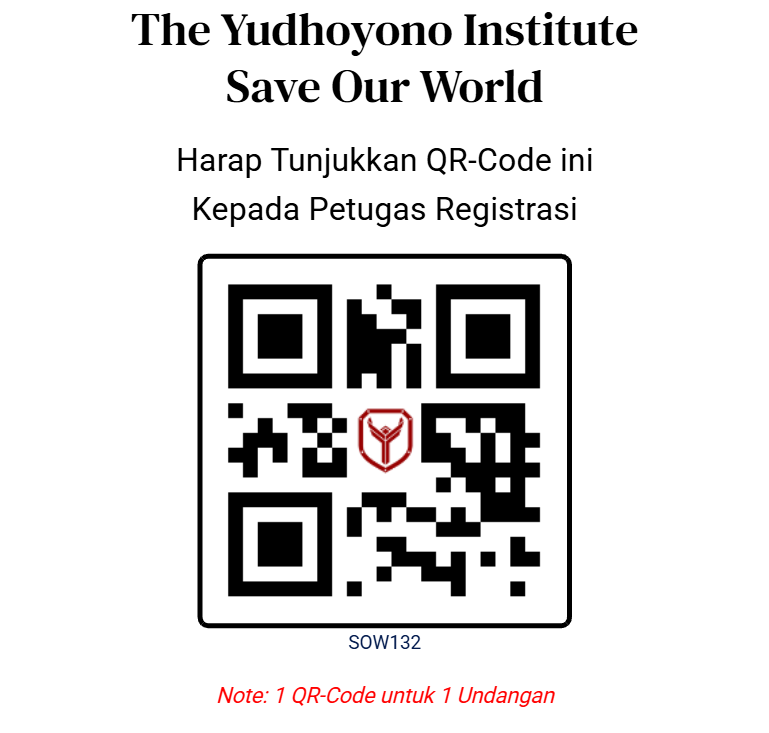 The Yudhoyono Institute
Save Our World
Harap Tunjukkan QR-Code ini
Kepada Petugas Registrasi
SOW132
Note: 1 QR-Code untuk 1 Undangan